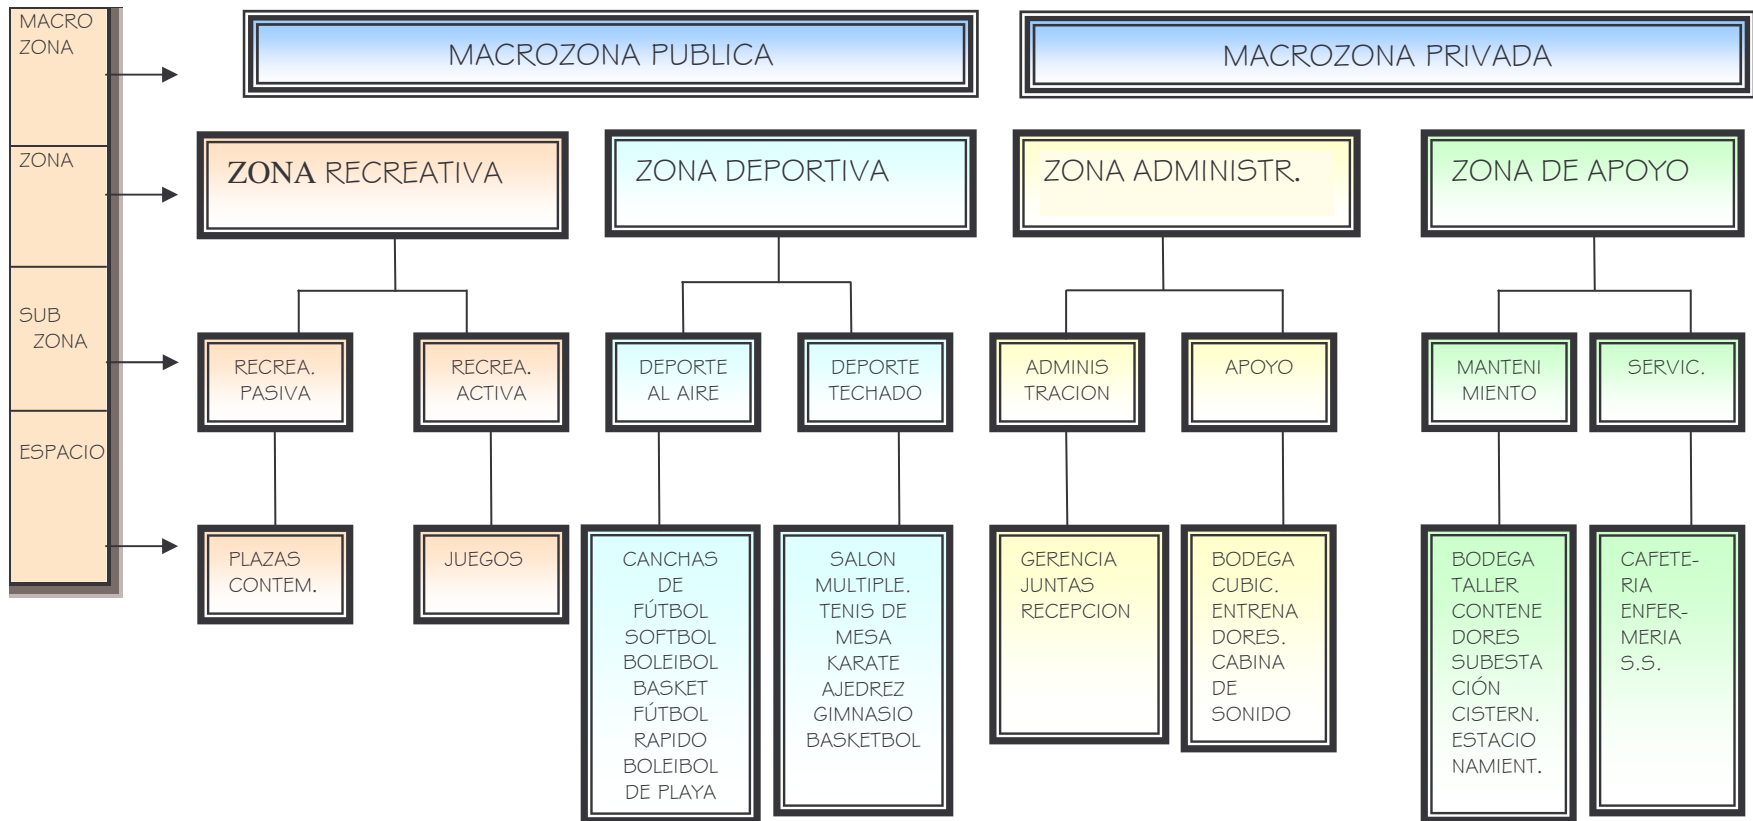 MACRO
ZONA
MACROZONA PUBLICA
MACROZONA PRIVADA
ZONA
ZONA RECREATIVA
ZONA DEPORTIVA
ZONA ADMINISTR.
ZONA DE APOYO
SUB
ZONA
RECREA.
PASIVA
RECREA.
ACTIVA
DEPORTE
AL AIRE
DEPORTE
TECHADO
ADMINIS
TRACION
APOYO
MANTENI
MIENTO
SERVIC.
ESPACIO
PLAZAS
CONTEM.
JUEGOS
CANCHAS
DE
FÚTBOL
SOFTBOL
BOLEIBOL
BASKET
FÚTBOL
RAPIDO
BOLEIBOL
DE PLAYA
SALON
MULTIPLE.
TENIS DE
MESA
KARATE
AJEDREZ
GIMNASIO
BASKETBOL
GERENCIA
JUNTAS
RECEPCION
BODEGA
CUBIC.
ENTRENA
DORES.
CABINA
DE
SONIDO
BODEGA
TALLER
CONTENE
DORES
SUBESTA
CIÓN
CISTERN.
ESTACIO
NAMIENT.
CAFETE-
RIA
ENFER-
MERIA
S.S.